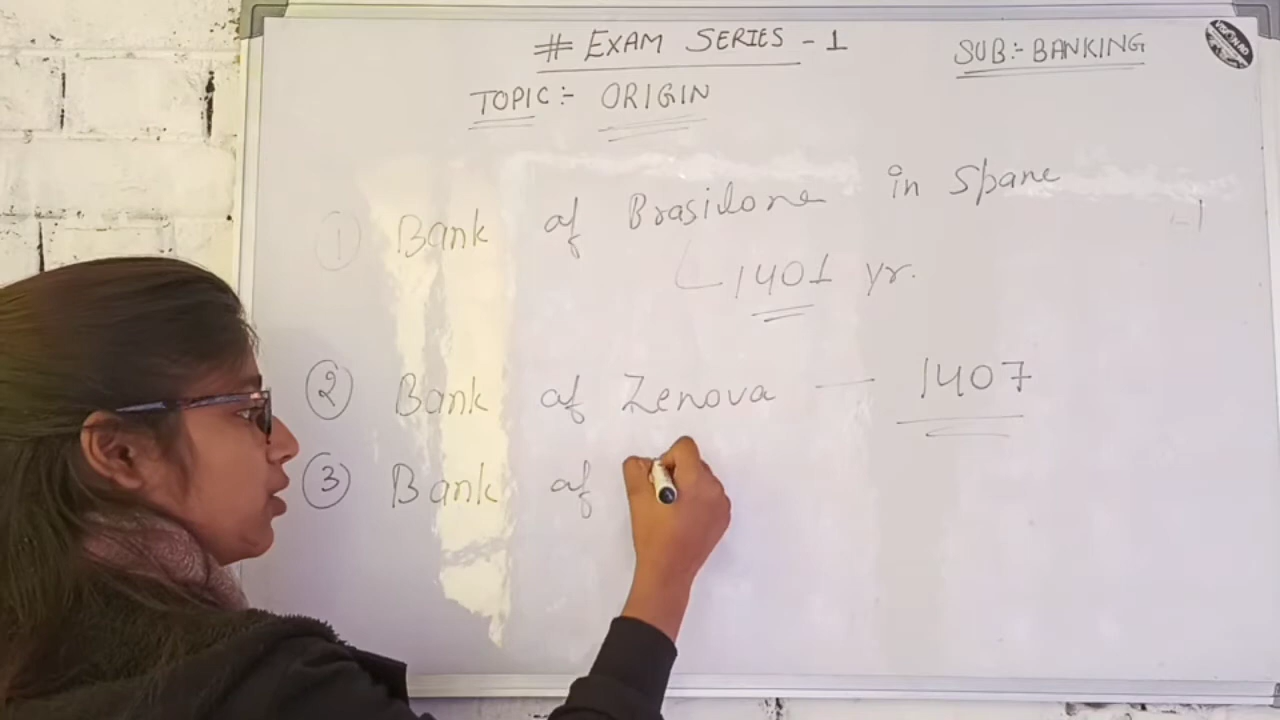 # EXAM SERIES - 1
SUB:- BANKING
TOPIC:- ORIGIN
① Bank of Brasilone in Spane
1401 yr.
② Bank of Zenova — 1407
③ Bank of